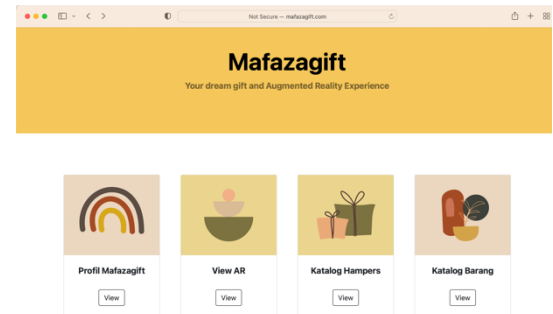 Not Secure — mafazagift.com
Mafazagift
Your dream gift and Augmented Reality Experience
Profil Mafazagift
View AR
Katalog Hampers
Katalog Barang
View
View
View
View